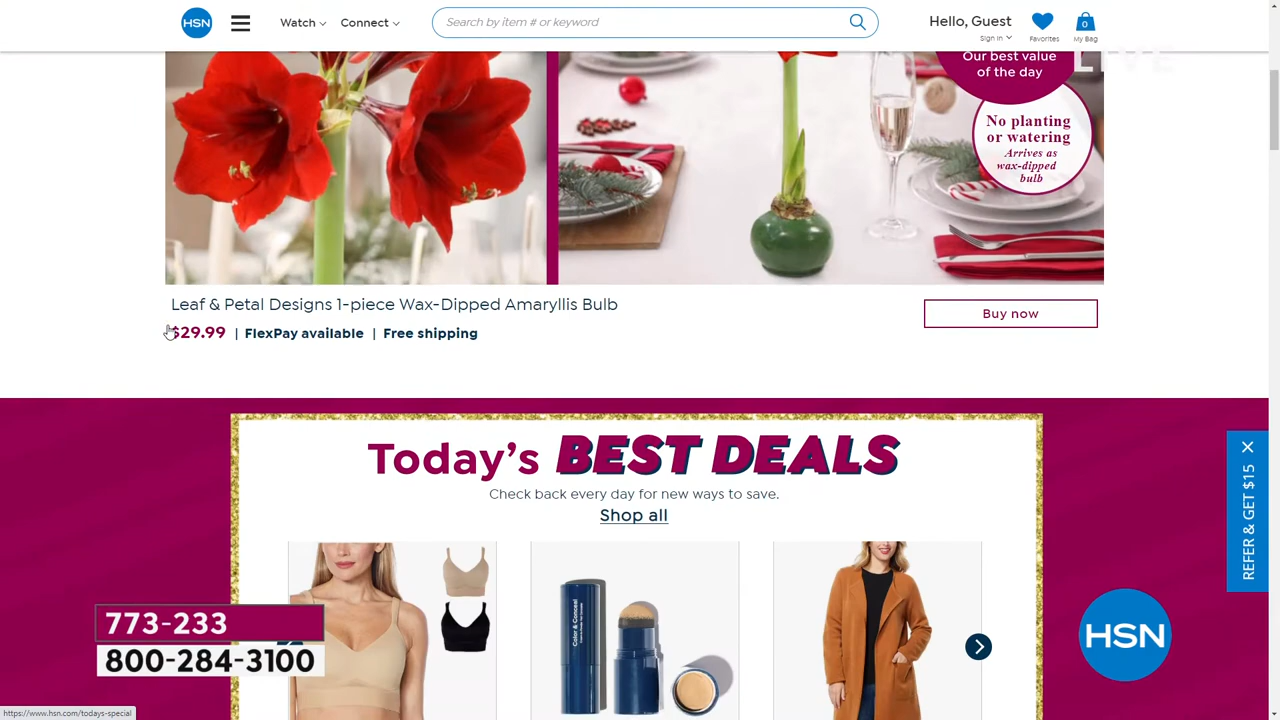 HSN
Watch
Connect
Search by item # or keyword
Hello, Guest
Sign In
Favorites
0
My Bag
LIVE
Our best value
of the day
No planting
or watering
Arrives as
wax-dipped
bulb
Leaf & Petal Designs 1-piece Wax-Dipped Amaryllis Bulb
$29.99 | FlexPay available | Free shipping
Buy now
Today's BEST DEALS
Check back every day for new ways to save.
Shop all
REFER & GET $15
Color & Conceal
773-233
800-284-3100
HSN
https://www.hsn.com/todays-special